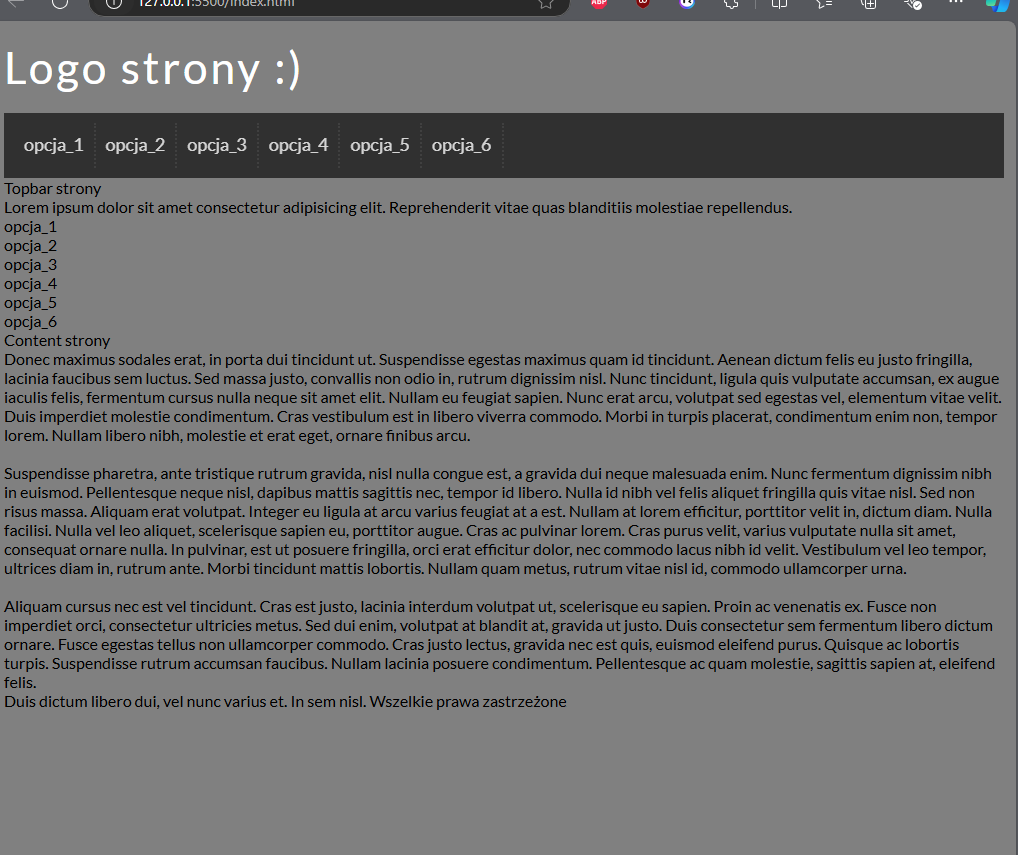 127.0.0.1:5500/index.html
ABP
Logo strony :)
opcja_1 opcja_2 opcja_3 opcja_4 opcja_5 opcja_6
Topbar strony
Lorem ipsum dolor sit amet consectetur adipisicing elit. Reprehenderit vitae quas blanditiis molestiae repellendus.
opcja_1
opcja_2
opcja_3
opcja_4
opcja_5
opcja_6
Content strony
Donec maximus sodales erat, in porta dui tincidunt ut. Suspendisse egestas maximus quam id tincidunt. Aenean dictum felis eu justo fringilla,
lacinia faucibus sem luctus. Sed massa justo, convallis non odio in, rutrum dignissim nisl. Nunc tincidunt, ligula quis vulputate accumsan, ex augue
iaculis felis, fermentum cursus nulla neque sit amet elit. Nullam eu feugiat sapien. Nunc erat arcu, volutpat sed egestas vel, elementum vitae velit.
Duis imperdiet molestie condimentum. Cras vestibulum est in libero viverra commodo. Morbi in turpis placerat, condimentum enim non, tempor
lorem. Nullam libero nibh, molestie et erat eget, ornare finibus arcu.
Suspendisse pharetra, ante tristique rutrum gravida, nisl nulla congue est, a gravida dui neque malesuada enim. Nunc fermentum dignissim nibh
in euismod. Pellentesque neque nisl, dapibus mattis sagittis nec, tempor id libero. Nulla id nibh vel felis aliquet fringilla quis vitae nisl. Sed non
risus massa. Aliquam erat volutpat. Integer eu ligula at arcu varius feugiat at a est. Nullam at lorem efficitur, porttitor velit in, dictum diam. Nulla
facilisi. Nulla vel leo aliquet, scelerisque sapien eu, porttitor augue. Cras ac pulvinar lorem. Cras purus velit, varius vulputate nulla sit amet,
consequat ornare nulla. In pulvinar, est ut posuere fringilla, orci erat efficitur dolor, nec commodo lacus nibh id velit. Vestibulum vel leo tempor,
ultrices diam in, rutrum ante. Morbi tincidunt mattis lobortis. Nullam quam metus, rutrum vitae nisl id, commodo ullamcorper urna.
Aliquam cursus nec est vel tincidunt. Cras est justo, lacinia interdum volutpat ut, scelerisque eu sapien. Proin ac venenatis ex. Fusce non
imperdiet orci, consectetur ultricies metus. Sed dui enim, volutpat at blandit at, gravida ut justo. Duis consectetur sem fermentum libero dictum
ornare. Fusce egestas tellus non ullamcorper commodo. Cras justo lectus, gravida nec est quis, euismod eleifend purus. Quisque ac lobortis
turpis. Suspendisse rutrum accumsan faucibus. Nullam lacinia posuere condimentum. Pellentesque ac quam molestie, sagittis sapien at, eleifend
felis.
Duis dictum libero dui, vel nunc varius et. In sem nisl. Wszelkie prawa zastrzeżone